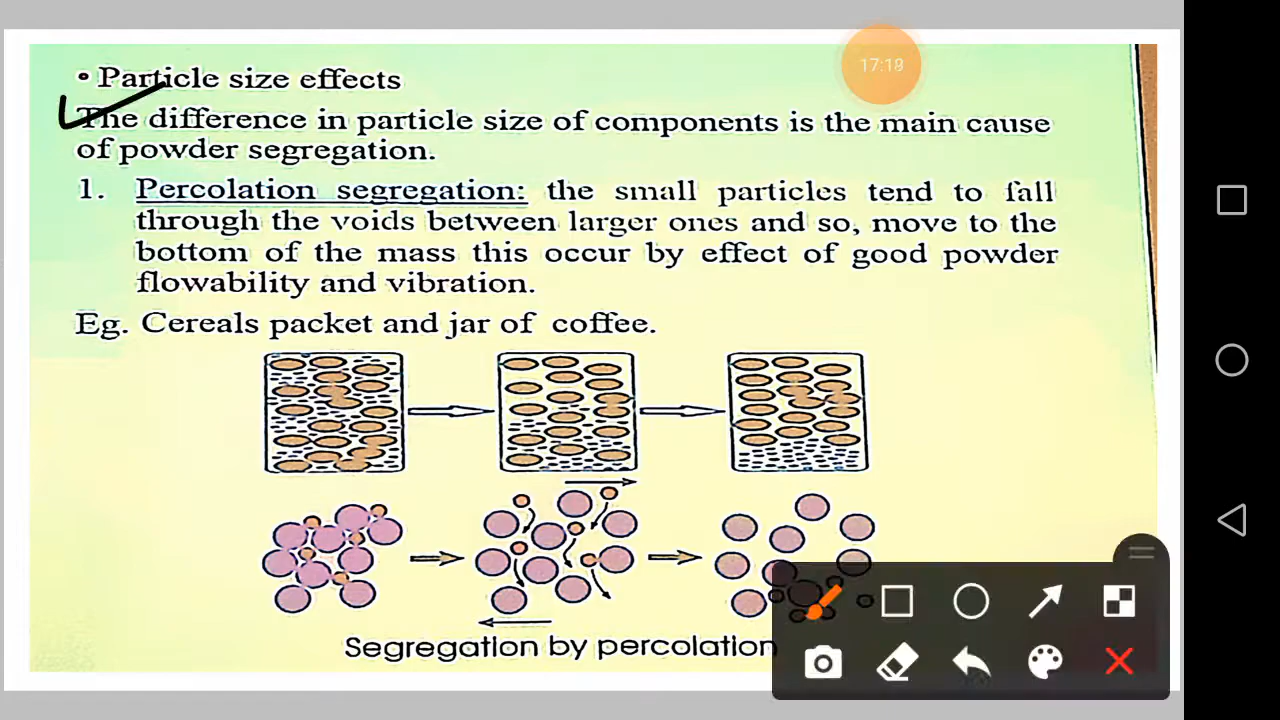 17:18
• Particle size effects
The difference in particle size of components is the main cause
of powder segregation.
1. Percolation segregation: the small particles tend to fall
through the voids between larger ones and so, move to the
bottom of the mass this occur by effect of good powder
flowability and vibration.
Eg. Cereals packet and jar of coffee.
Segregation by percolation